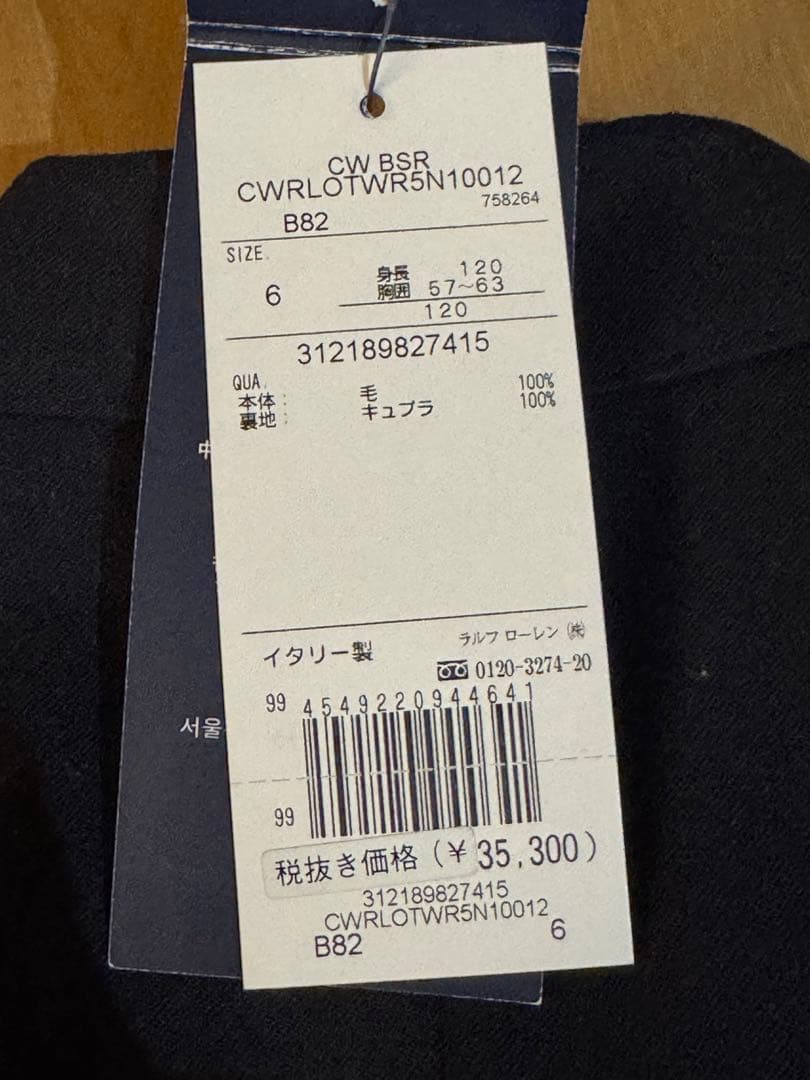 CW BSR
CWRLOTWR5N10012
758264
B82
SIZE.
6
身長 120
胸囲 57~63
120
312189827415
QUA.
本体: 毛 100%
裏地: キュプラ 100%
中
イタリー製
ラルフ ローレン ㈱
0120-3274-20
99 4549220944641
서울
99
税抜き価格 (¥35,300)
312189827415
CWRLOTWR5N10012
B82 6